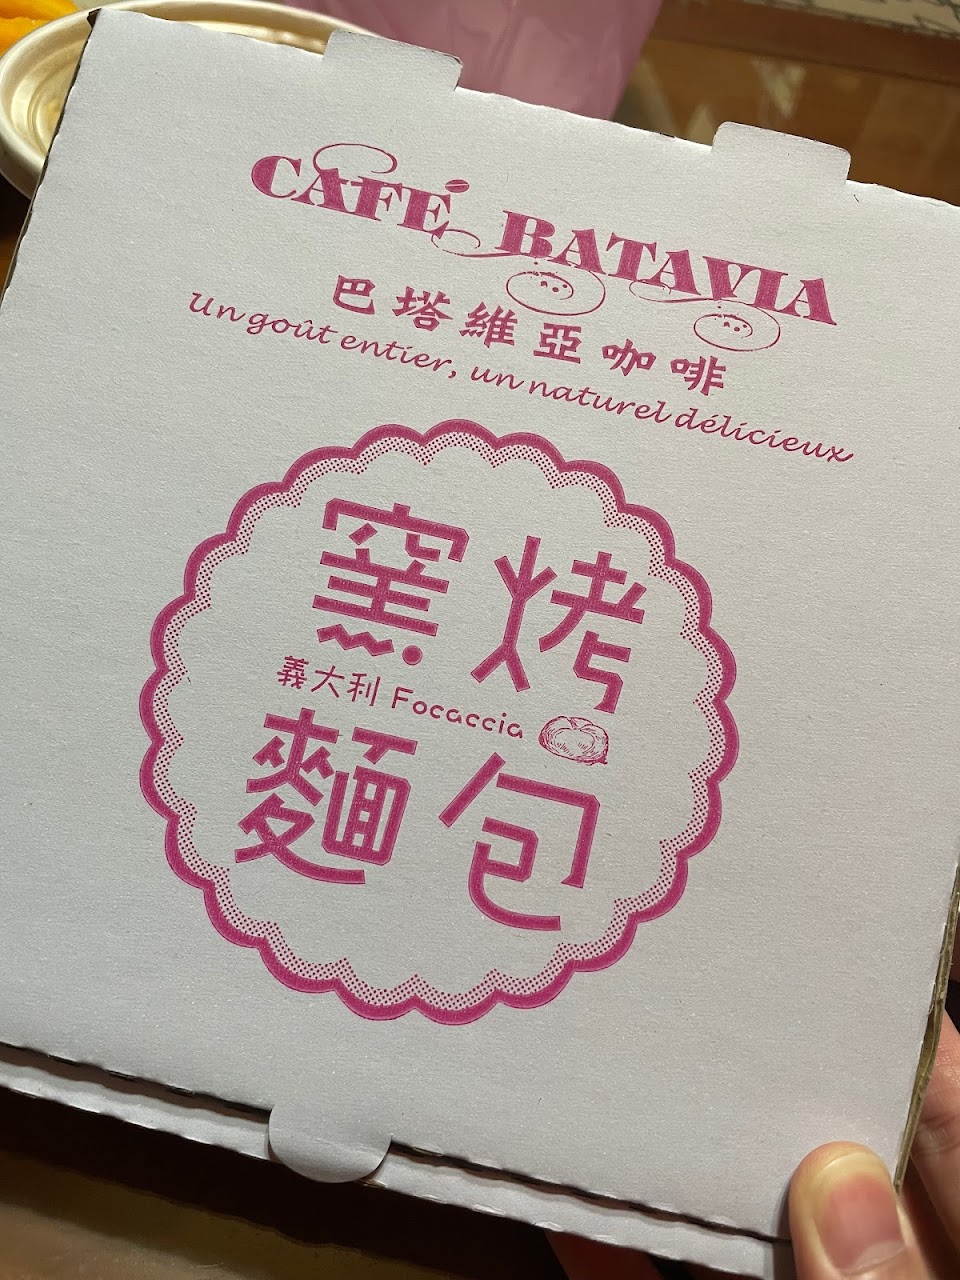 CAFÉ BATAVIA
巴塔維亞咖啡
Un goût entier, un naturel délicieux
窯烤
義大利 Focaccia
麵包